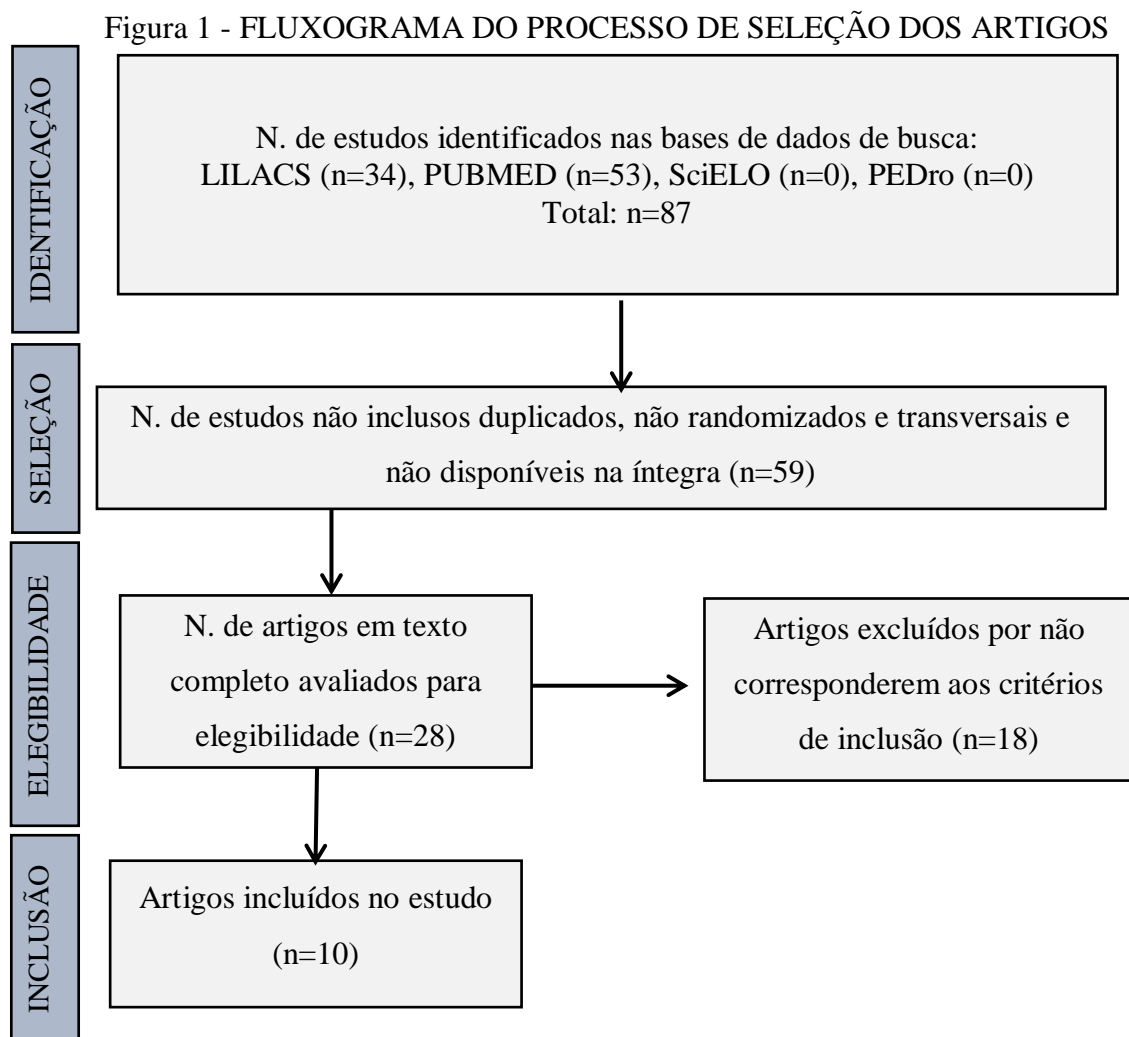 Figura 1 - FLUXOGRAMA DO PROCESSO DE SELEÇÃO DOS ARTIGOS
IDENTIFICAÇÃO
N. de estudos identificados nas bases de dados de busca:
LILACS (n=34), PUBMED (n=53), SciELO (n=0), PEDro (n=0)
Total: n=87
SELEÇÃO
N. de estudos não inclusos duplicados, não randomizados e transversais e
não disponíveis na íntegra (n=59)
ELEGIBILIDADE
N. de artigos em texto
completo avaliados para
elegibilidade (n=28)
Artigos excluídos por não
corresponderem aos critérios
de inclusão (n=18)
INCLUSÃO
Artigos incluídos no estudo
(n=10)